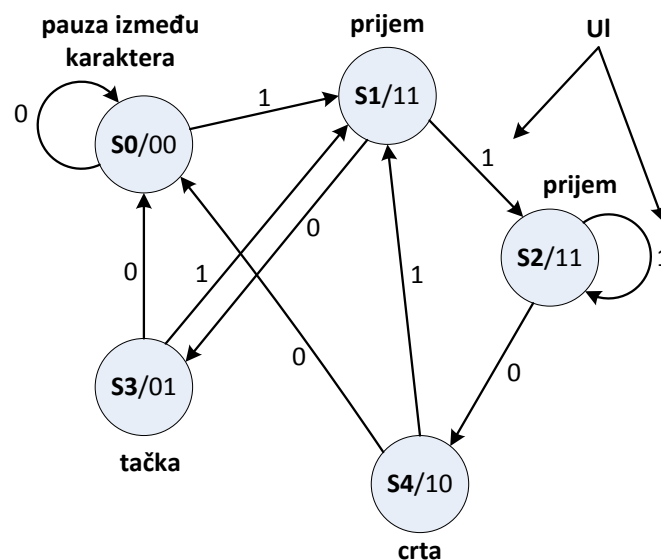 pauza između
karaktera
prijem
Ul
0
1
S1/11
S0/00
1
prijem
0
S2/11
1
0
1
1
0
0
S3/01
tačka
S4/10
crta